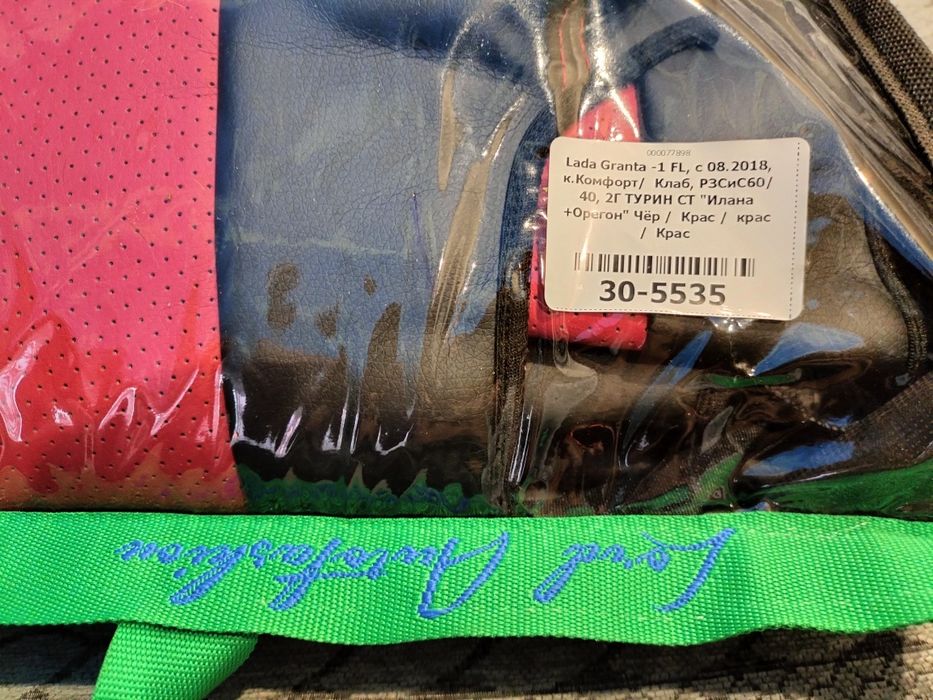 000077898
Lada Granta -1 FL, с 08.2018,
к.Комфорт/ Клаб, РЗСиС60/
40, 2Г ТУРИН СТ "Илана
+Орегон" Чёр / Крас / крас
/ Крас
30-5535
Lord Autofashion